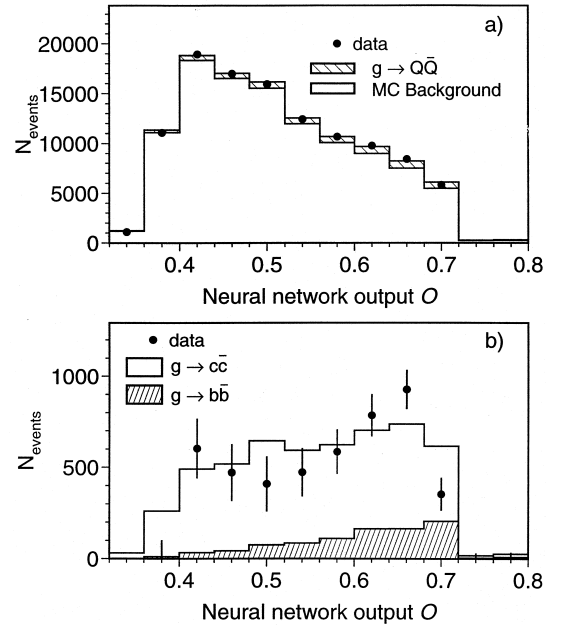 a)
data
g → QQ̄
MC Background
N_events
20000
15000
10000
5000
0
0.4 0.5 0.6 0.7 0.8
Neural network output O
b)
data
g → cc̄
g → bb̄
N_events
1000
500
0
0.4 0.5 0.6 0.7 0.8
Neural network output O